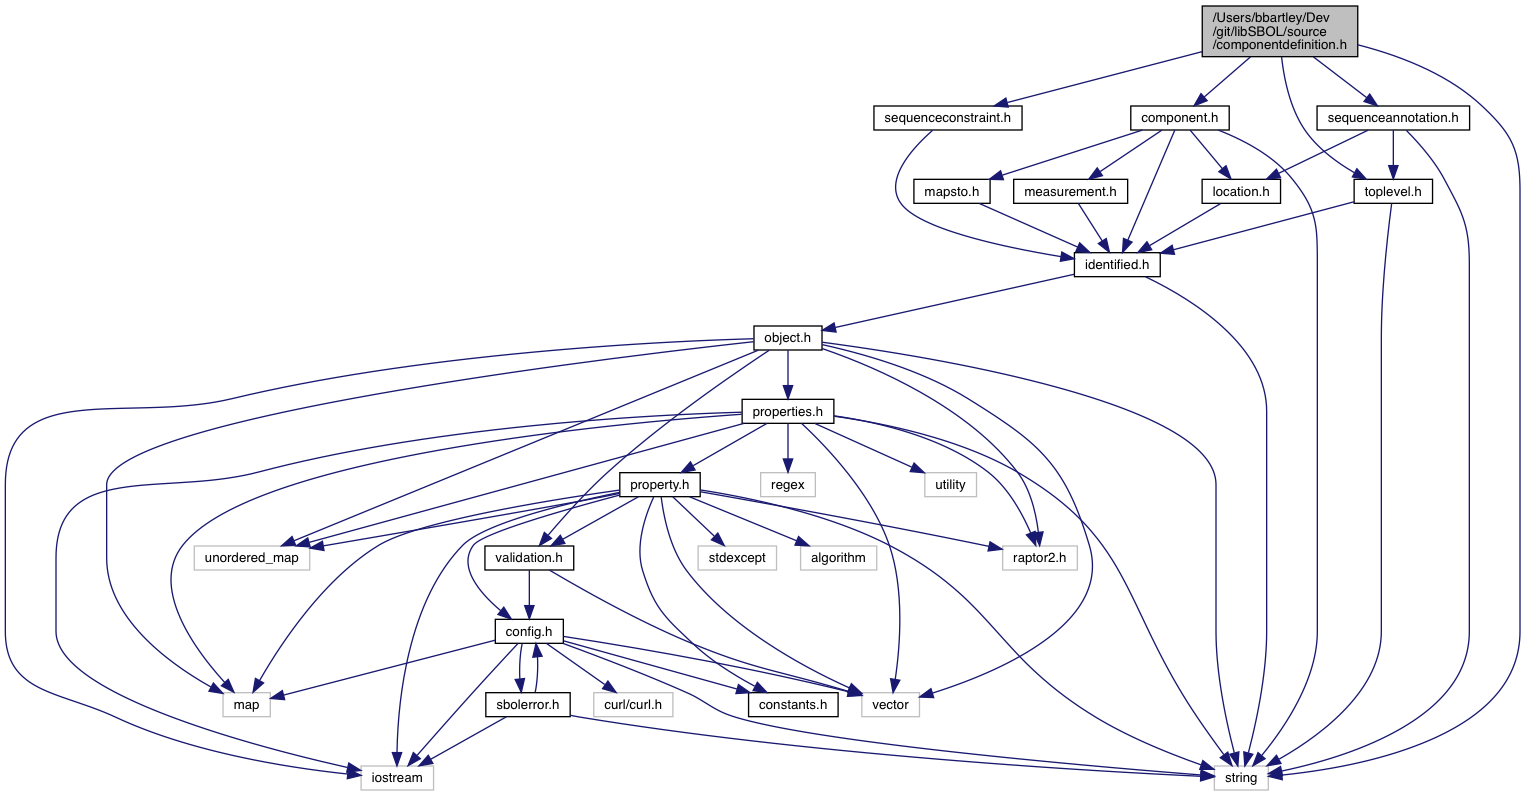 /Users/bbartley/Dev
/git/libSBOL/source
/componentdefinition.h
sequenceconstraint.h
component.h
sequenceannotation.h
mapsto.h
measurement.h
location.h
toplevel.h
identified.h
object.h
properties.h
property.h
regex
utility
unordered_map
validation.h
stdexcept
algorithm
raptor2.h
config.h
map
sbolerror.h
curl/curl.h
constants.h
vector
iostream
string